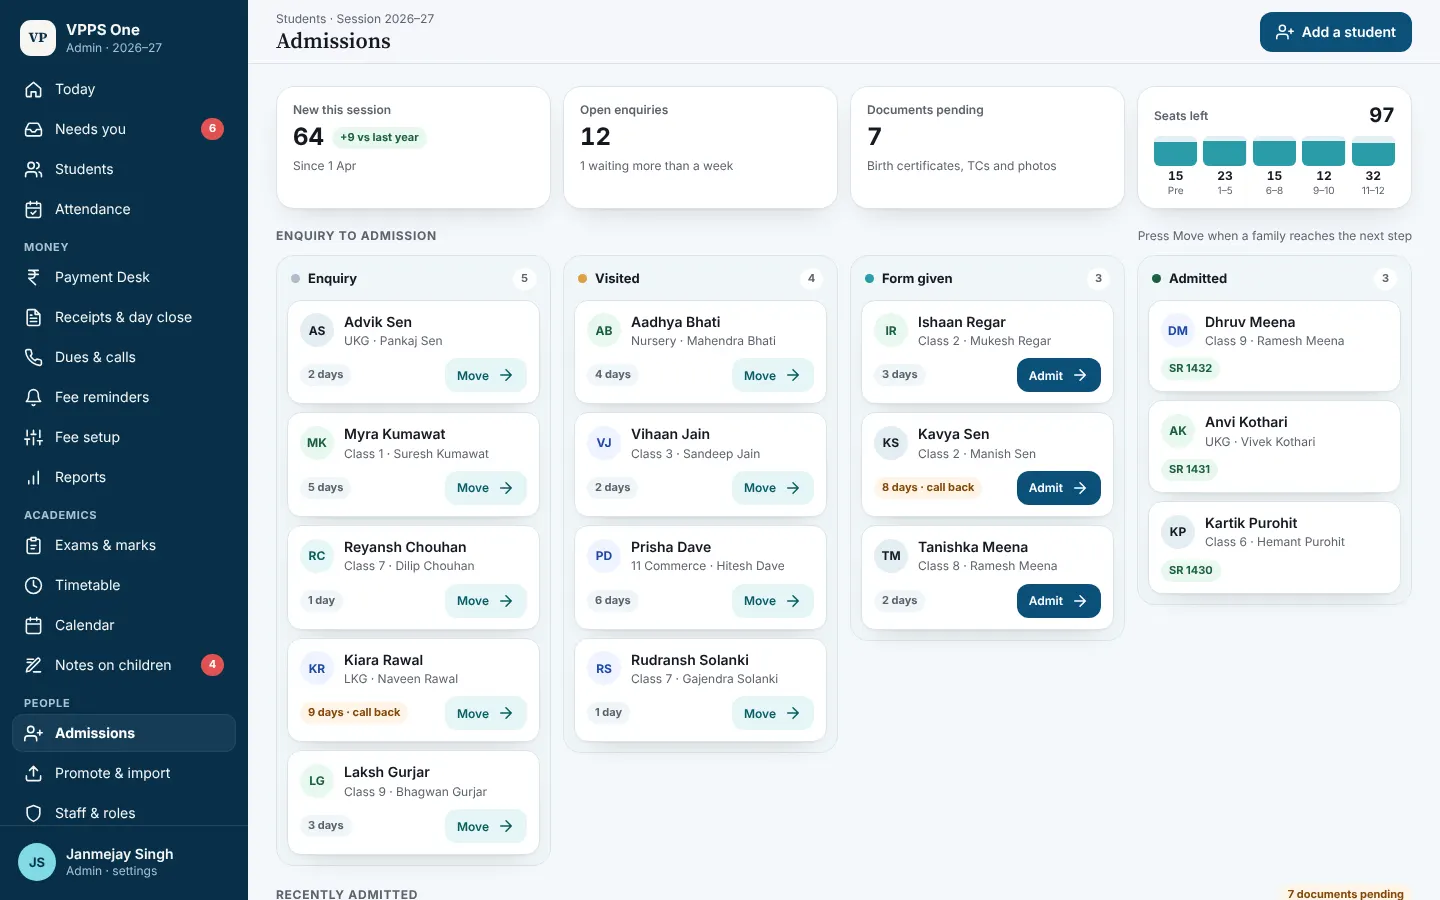 VP
VPPS One
Admin · 2026–27
Today
Needs you 6
Students
Attendance
MONEY
Payment Desk
Receipts & day close
Dues & calls
Fee reminders
Fee setup
Reports
ACADEMICS
Exams & marks
Timetable
Calendar
Notes on children 4
PEOPLE
Admissions
Promote & import
Staff & roles
JS
Janmejay Singh
Admin · settings
Students · Session 2026–27
Admissions
Add a student
New this session
64 +9 vs last year
Since 1 Apr
Open enquiries
12
1 waiting more than a week
Documents pending
7
Birth certificates, TCs and photos
Seats left 97
15 23 15 12 32
Pre 1–5 6–8 9–10 11–12
ENQUIRY TO ADMISSION
Press Move when a family reaches the next step
Enquiry 5
AS Advik Sen
UKG · Pankaj Sen
2 days Move
MK Myra Kumawat
Class 1 · Suresh Kumawat
5 days Move
RC Reyansh Chouhan
Class 7 · Dilip Chouhan
1 day Move
KR Kiara Rawal
LKG · Naveen Rawal
9 days · call back Move
LG Laksh Gurjar
Class 9 · Bhagwan Gurjar
3 days Move
Visited 4
AB Aadhya Bhati
Nursery · Mahendra Bhati
4 days Move
VJ Vihaan Jain
Class 3 · Sandeep Jain
2 days Move
PD Prisha Dave
11 Commerce · Hitesh Dave
6 days Move
RS Rudransh Solanki
Class 7 · Gajendra Solanki
1 day Move
Form given 3
IR Ishaan Regar
Class 2 · Mukesh Regar
3 days Admit
KS Kavya Sen
Class 2 · Manish Sen
8 days · call back Admit
TM Tanishka Meena
Class 8 · Ramesh Meena
2 days Admit
Admitted 3
DM Dhruv Meena
Class 9 · Ramesh Meena
SR 1432
AK Anvi Kothari
UKG · Vivek Kothari
SR 1431
KP Kartik Purohit
Class 6 · Hemant Purohit
SR 1430
RECENTLY ADMITTED
7 documents pending